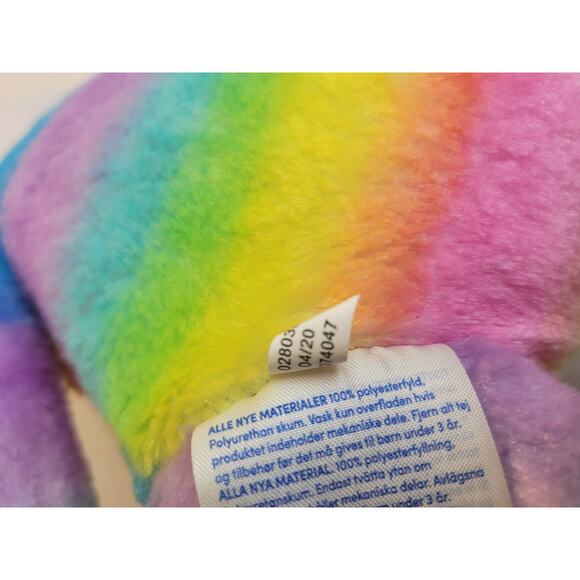 02803
04/20
74047
ALLE NYE MATERIALER 100% polyesterfyld,
Polyurethan skum. Vask kun overfladen hvis
produktet indeholder mekaniske dele. Fjern alt tøj
og tilbehør før det må gives til børn under 3 år.
ALLA NYA MATERIAL 100% polyesterfyllning,
Endast tvätta ytan om
mekaniska delar. Avlägsna
under 3 år.